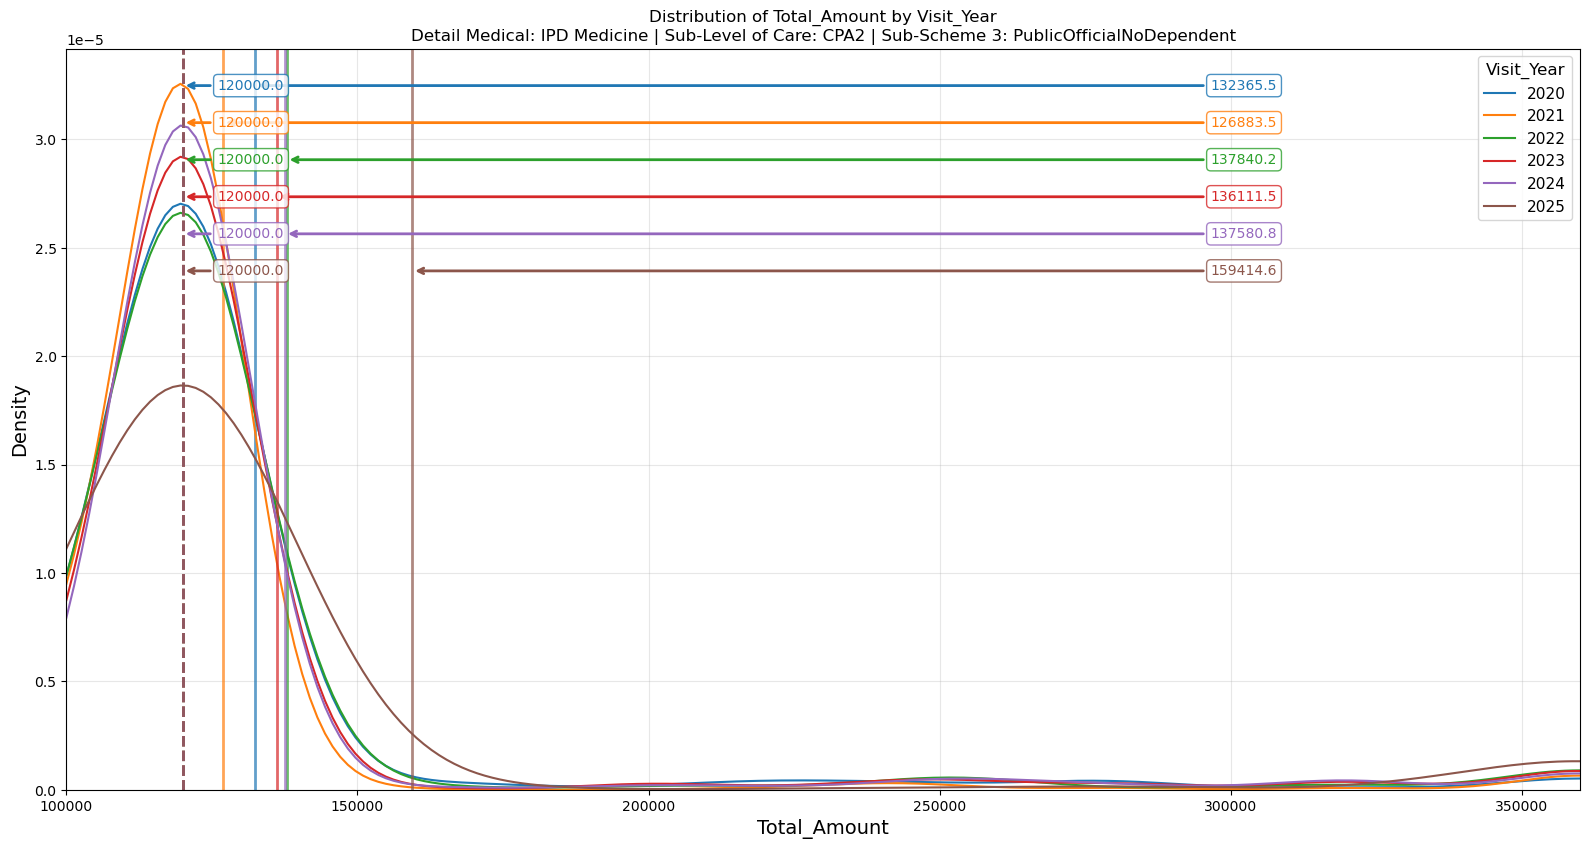 Distribution of Total_Amount by Visit_Year
Detail Medical: IPD Medicine | Sub-Level of Care: CPA2 | Sub-Scheme 3: PublicOfficialNoDependent
1e−5
Visit_Year
2020
2021
2022
2023
2024
2025
120000.0 132365.5
120000.0 126883.5
120000.0 137840.2
120000.0 136111.5
120000.0 137580.8
120000.0 159414.6
3.0
2.5
2.0
1.5
1.0
0.5
0.0
Density
100000 150000 200000 250000 300000 350000
Total_Amount